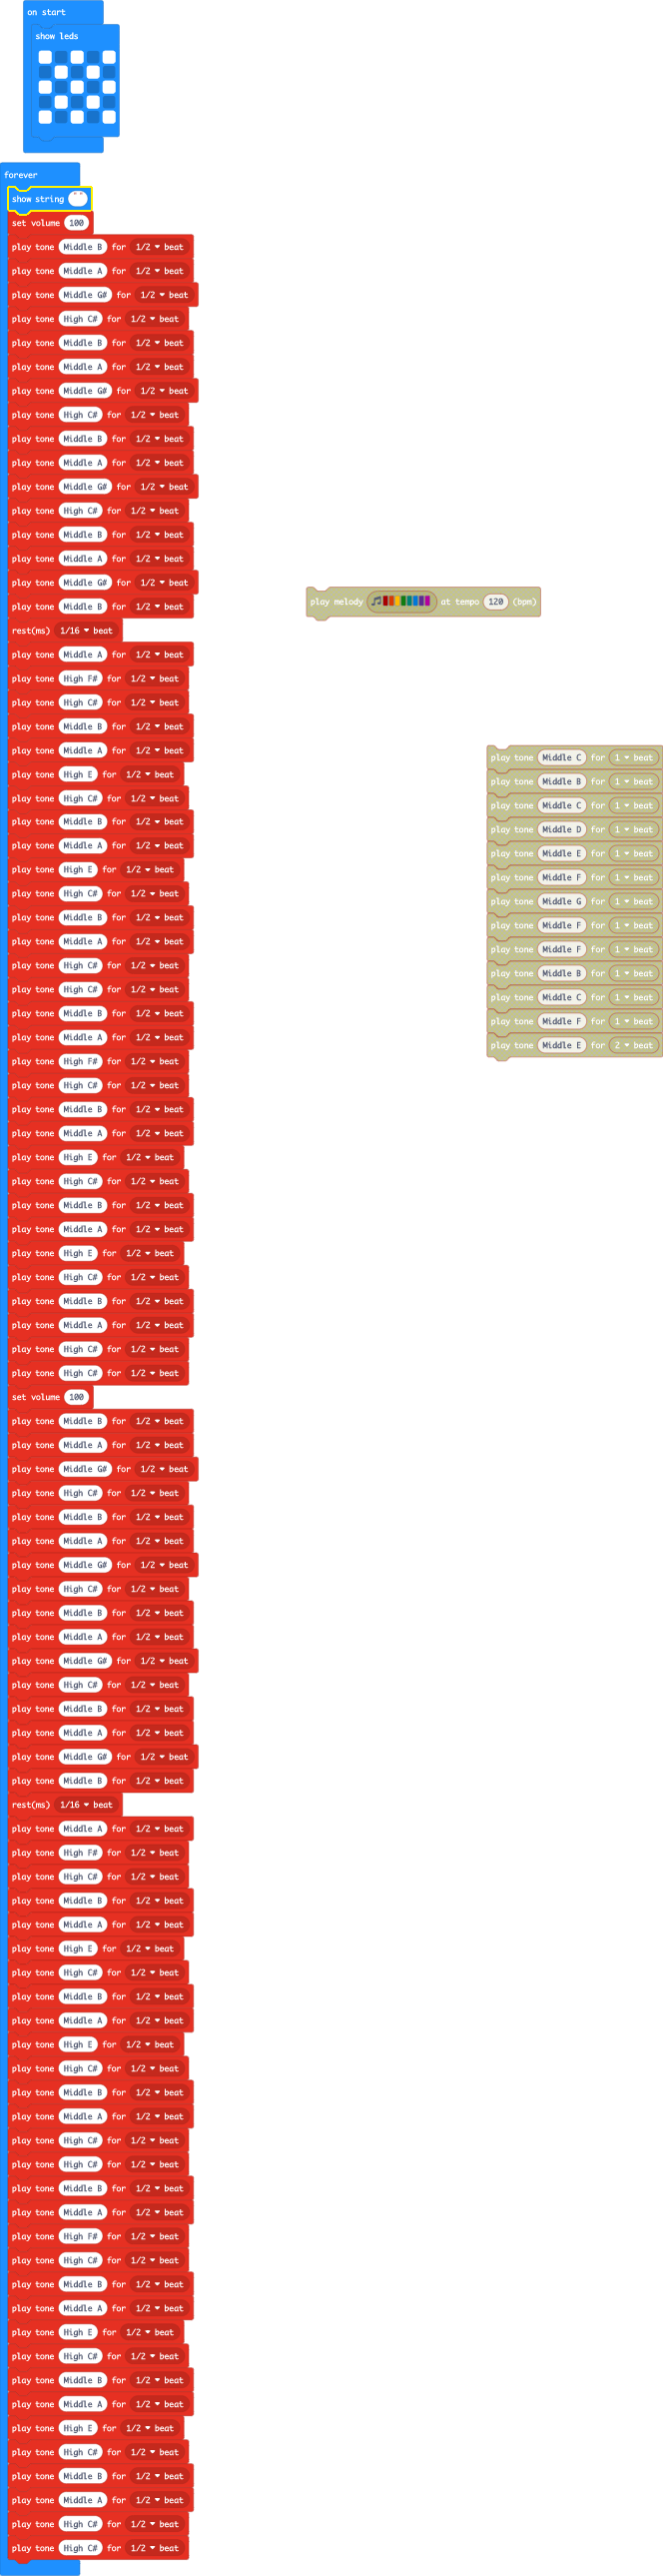 on start
show leds
forever
show string " "
set volume 100
play tone Middle B for 1/2 beat
play tone Middle A for 1/2 beat
play tone Middle G# for 1/2 beat
play tone High C# for 1/2 beat
play tone Middle B for 1/2 beat
play tone Middle A for 1/2 beat
play tone Middle G# for 1/2 beat
play tone High C# for 1/2 beat
play tone Middle B for 1/2 beat
play tone Middle A for 1/2 beat
play tone Middle G# for 1/2 beat
play tone High C# for 1/2 beat
play tone Middle B for 1/2 beat
play tone Middle A for 1/2 beat
play tone Middle G# for 1/2 beat
play tone Middle B for 1/2 beat
rest(ms) 1/16 beat
play tone Middle A for 1/2 beat
play tone High F# for 1/2 beat
play tone High C# for 1/2 beat
play tone Middle B for 1/2 beat
play tone Middle A for 1/2 beat
play tone High E for 1/2 beat
play tone High C# for 1/2 beat
play tone Middle B for 1/2 beat
play tone Middle A for 1/2 beat
play tone High E for 1/2 beat
play tone High C# for 1/2 beat
play tone Middle B for 1/2 beat
play tone Middle A for 1/2 beat
play tone High C# for 1/2 beat
play tone High C# for 1/2 beat
play tone Middle B for 1/2 beat
play tone Middle A for 1/2 beat
play tone High F# for 1/2 beat
play tone High C# for 1/2 beat
play tone Middle B for 1/2 beat
play tone Middle A for 1/2 beat
play tone High E for 1/2 beat
play tone High C# for 1/2 beat
play tone Middle B for 1/2 beat
play tone Middle A for 1/2 beat
play tone High E for 1/2 beat
play tone High C# for 1/2 beat
play tone Middle B for 1/2 beat
play tone Middle A for 1/2 beat
play tone High C# for 1/2 beat
play tone High C# for 1/2 beat
set volume 100
play tone Middle B for 1/2 beat
play tone Middle A for 1/2 beat
play tone Middle G# for 1/2 beat
play tone High C# for 1/2 beat
play tone Middle B for 1/2 beat
play tone Middle A for 1/2 beat
play tone Middle G# for 1/2 beat
play tone High C# for 1/2 beat
play tone Middle B for 1/2 beat
play tone Middle A for 1/2 beat
play tone Middle G# for 1/2 beat
play tone High C# for 1/2 beat
play tone Middle B for 1/2 beat
play tone Middle A for 1/2 beat
play tone Middle G# for 1/2 beat
play tone Middle B for 1/2 beat
rest(ms) 1/16 beat
play tone Middle A for 1/2 beat
play tone High F# for 1/2 beat
play tone High C# for 1/2 beat
play tone Middle B for 1/2 beat
play tone Middle A for 1/2 beat
play tone High E for 1/2 beat
play tone High C# for 1/2 beat
play tone Middle B for 1/2 beat
play tone Middle A for 1/2 beat
play tone High E for 1/2 beat
play tone High C# for 1/2 beat
play tone Middle B for 1/2 beat
play tone Middle A for 1/2 beat
play tone High C# for 1/2 beat
play tone High C# for 1/2 beat
play tone Middle B for 1/2 beat
play tone Middle A for 1/2 beat
play tone High F# for 1/2 beat
play tone High C# for 1/2 beat
play tone Middle B for 1/2 beat
play tone Middle A for 1/2 beat
play tone High E for 1/2 beat
play tone High C# for 1/2 beat
play tone Middle B for 1/2 beat
play tone Middle A for 1/2 beat
play tone High E for 1/2 beat
play tone High C# for 1/2 beat
play tone Middle B for 1/2 beat
play tone Middle A for 1/2 beat
play tone High C# for 1/2 beat
play tone High C# for 1/2 beat
play melody at tempo 120 (bpm)
play tone Middle C for 1 beat
play tone Middle B for 1 beat
play tone Middle C for 1 beat
play tone Middle D for 1 beat
play tone Middle E for 1 beat
play tone Middle F for 1 beat
play tone Middle G for 1 beat
play tone Middle F for 1 beat
play tone Middle F for 1 beat
play tone Middle B for 1 beat
play tone Middle C for 1 beat
play tone Middle F for 1 beat
play tone Middle E for 2 beat